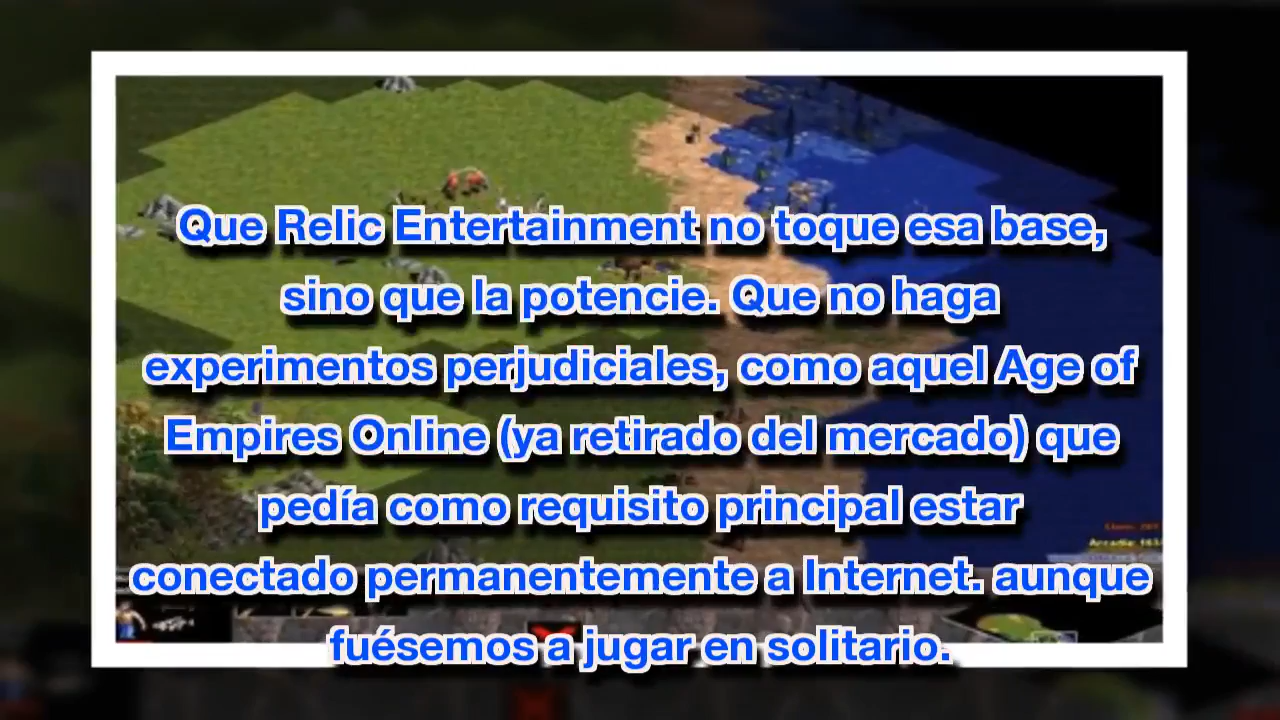 Que Relic Entertainment no toque esa base,
sino que la potencie. Que no haga
experimentos perjudiciales, como aquel Age of
Empires Online (ya retirado del mercado) que
pedía como requisito principal estar
conectado permanentemente a Internet. aunque
fuésemos a jugar en solitario.